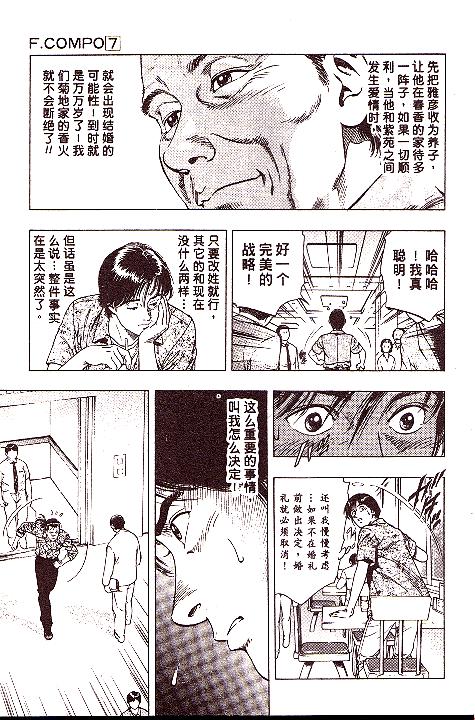 F.COMPO 7
先把雅彦收为养子，
让他在春香的家待多
一阵子，如果一切顺
利，当他和紫苑之间
发生爱情时，
就会出现结婚的
可能性！到时就
是万万岁了！我
们菊地家的香火
就不会断绝了!!
哈哈哈
！我真
聪明！
好一个
完美的
战略！
只要改姓就行，
其它的和现在
没什么两样…
但话虽是这
么说…整件事实
在是太突然了。
还叫我慢慢考虑
…如果不在婚礼
前做出决定，婚
礼就必须取消！
这么重要的事情，
叫我怎么决定!!